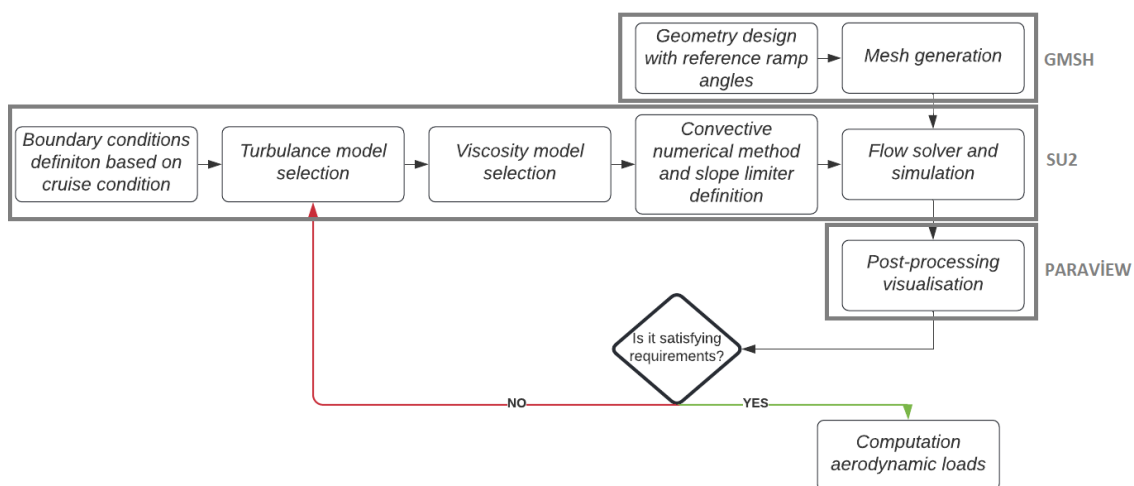 Geometry design
with reference ramp
angles
Mesh generation
GMSH
Boundary conditions
definiton based on
cruise condition
Turbulance model
selection
Viscosity model
selection
Convective
numerical method
and slope limiter
definition
Flow solver and
simulation
SU2
Post-processing
visualisation
PARAVİEW
Is it satisfying
requirements?
NO
YES
Computation
aerodynamic loads